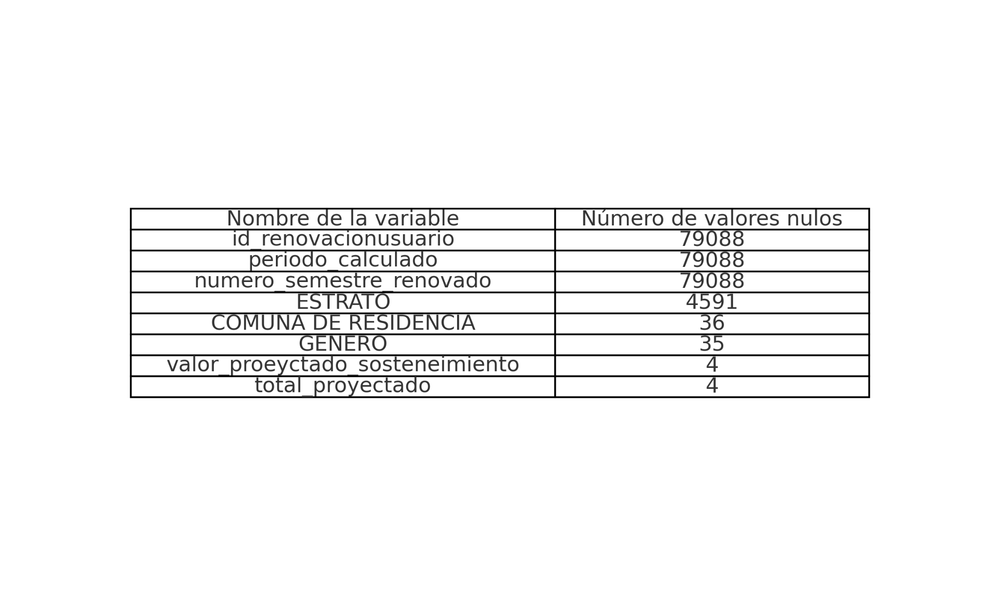 Nombre de la variable Número de valores nulos
id_renovacionusuario 79088
periodo_calculado 79088
numero_semestre_renovado 79088
ESTRATO 4591
COMUNA DE RESIDENCIA 36
GENERO 35
valor_proeyctado_sosteneimiento 4
total_proyectado 4